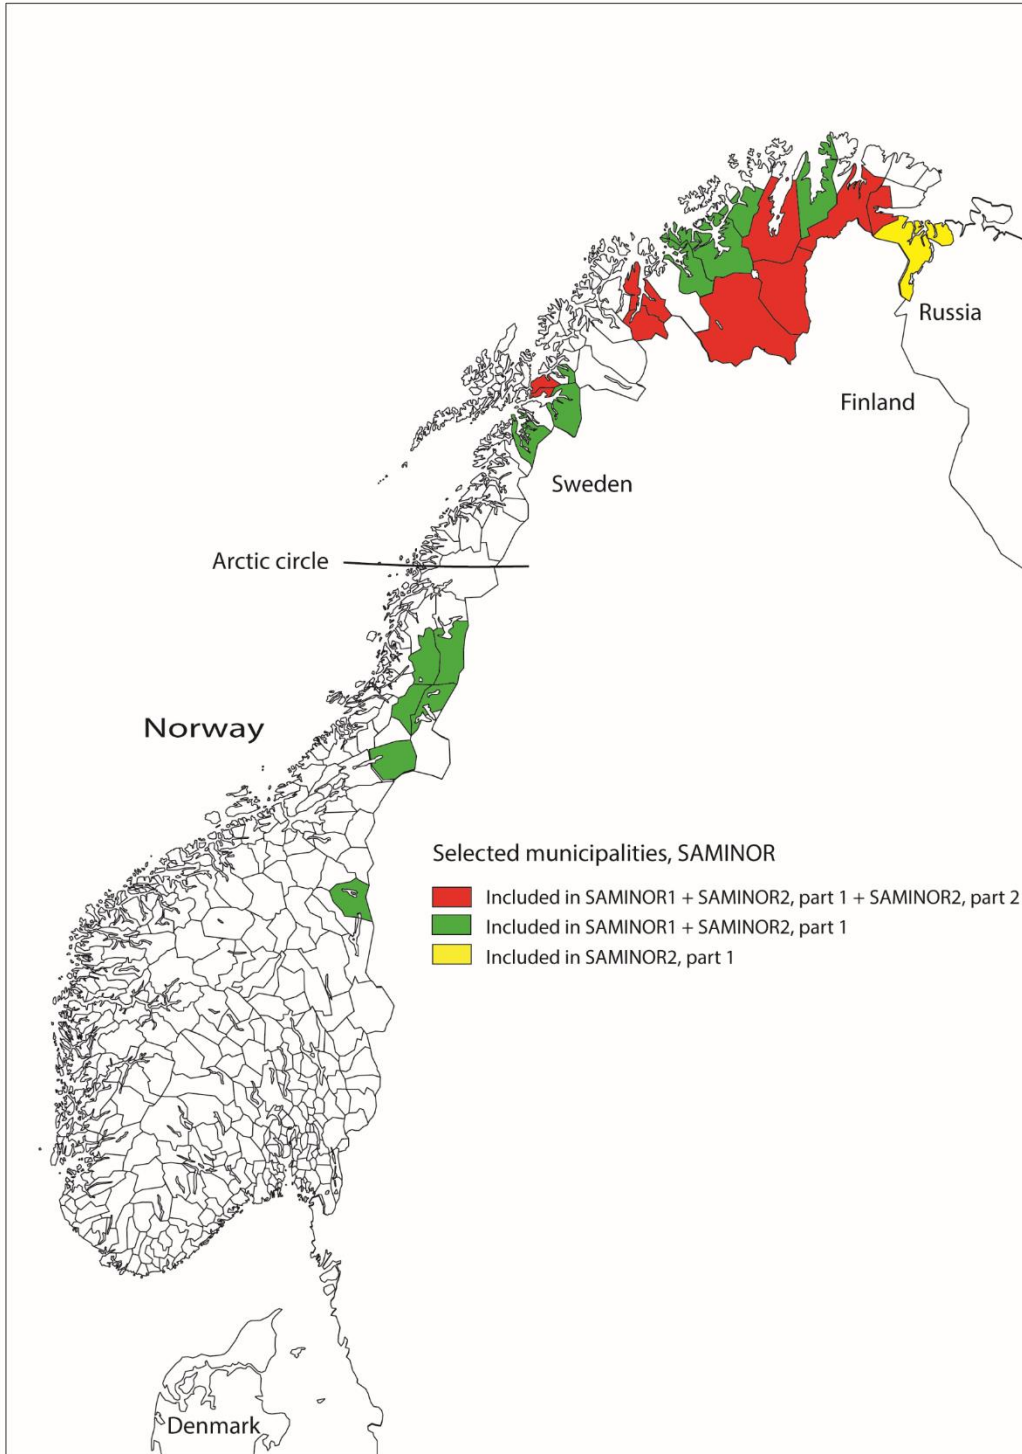 Russia
Finland
Sweden
Arctic circle
Norway
Selected municipalities, SAMINOR
Included in SAMINOR1 + SAMINOR2, part 1 + SAMINOR2, part 2
Included in SAMINOR1 + SAMINOR2, part 1
Included in SAMINOR2, part 1
Denmark